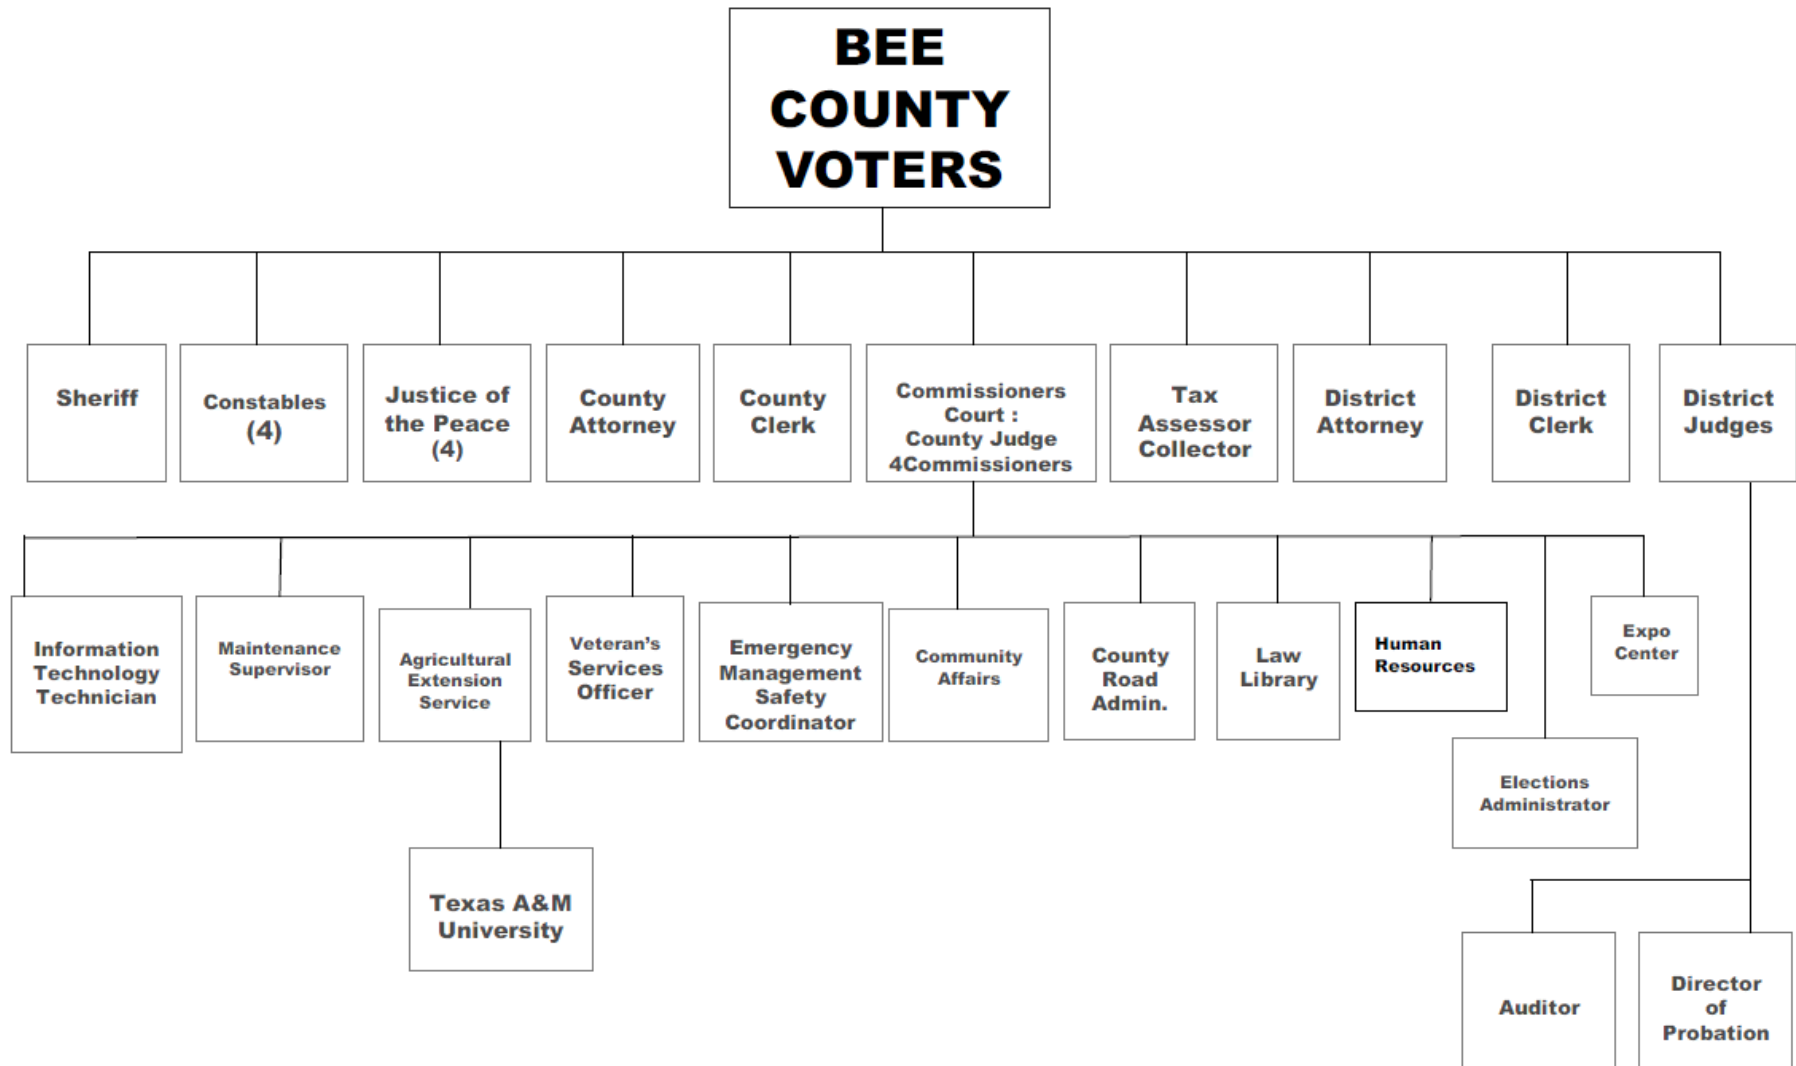 BEE
COUNTY
VOTERS
Sheriff
Constables
(4)
Justice of
the Peace
(4)
County
Attorney
County
Clerk
Commissioners
Court :
County Judge
4Commissioners
Tax
Assessor
Collector
District
Attorney
District
Clerk
District
Judges
Information
Technology
Technician
Maintenance
Supervisor
Agricultural
Extension
Service
Veteran’s
Services
Officer
Emergency
Management
Safety
Coordinator
Community
Affairs
County
Road
Admin.
Law
Library
Human
Resources
Expo
Center
Elections
Administrator
Texas A&M
University
Auditor
Director
of
Probation